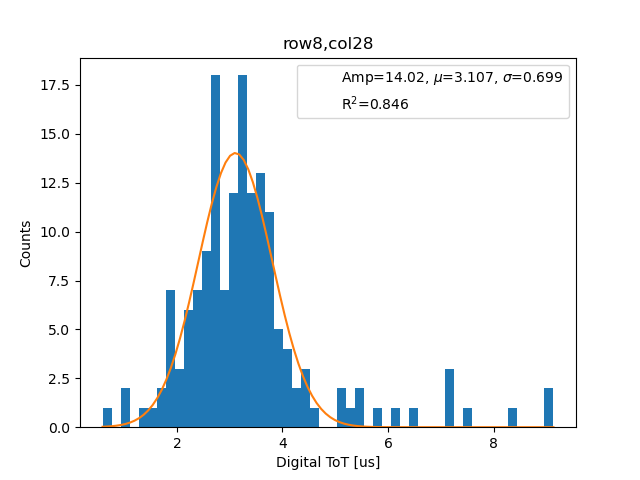 row8,col28
Amp=14.02, μ=3.107, σ=0.699
R²=0.846
17.5
15.0
12.5
10.0
7.5
5.0
2.5
0.0
Counts
2 4 6 8
Digital ToT [us]